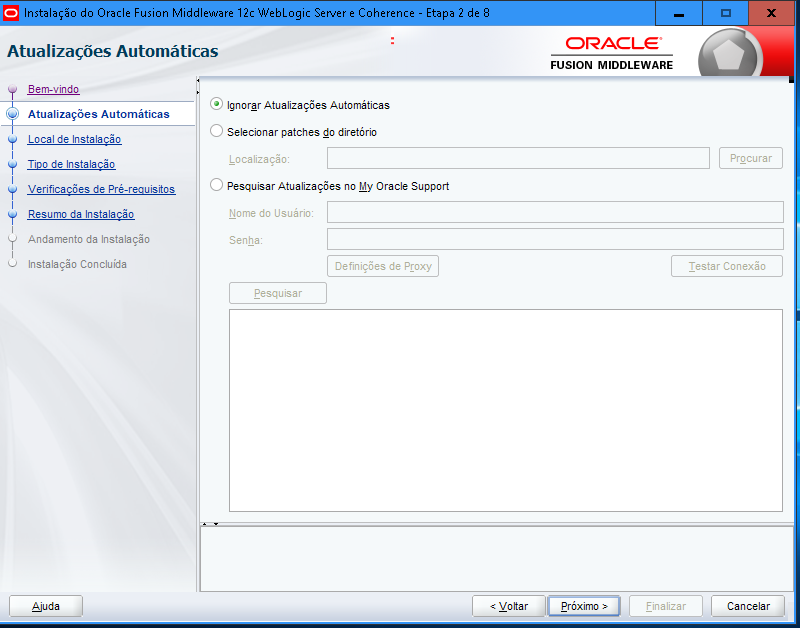 Instalação do Oracle Fusion Middleware 12c WebLogic Server e Coherence - Etapa 2 de 8
Atualizações Automáticas
ORACLE
FUSION MIDDLEWARE
Bem-vindo
Atualizações Automáticas
Local de Instalação
Tipo de Instalação
Verificações de Pré-requisitos
Resumo da Instalação
Andamento da Instalação
Instalação Concluída
Ignorar Atualizações Automáticas
Selecionar patches do diretório
Localização:
Procurar
Pesquisar Atualizações no My Oracle Support
Nome do Usuário:
Senha:
Definições de Proxy
Testar Conexão
Pesquisar
Ajuda
< Voltar
Próximo >
Finalizar
Cancelar